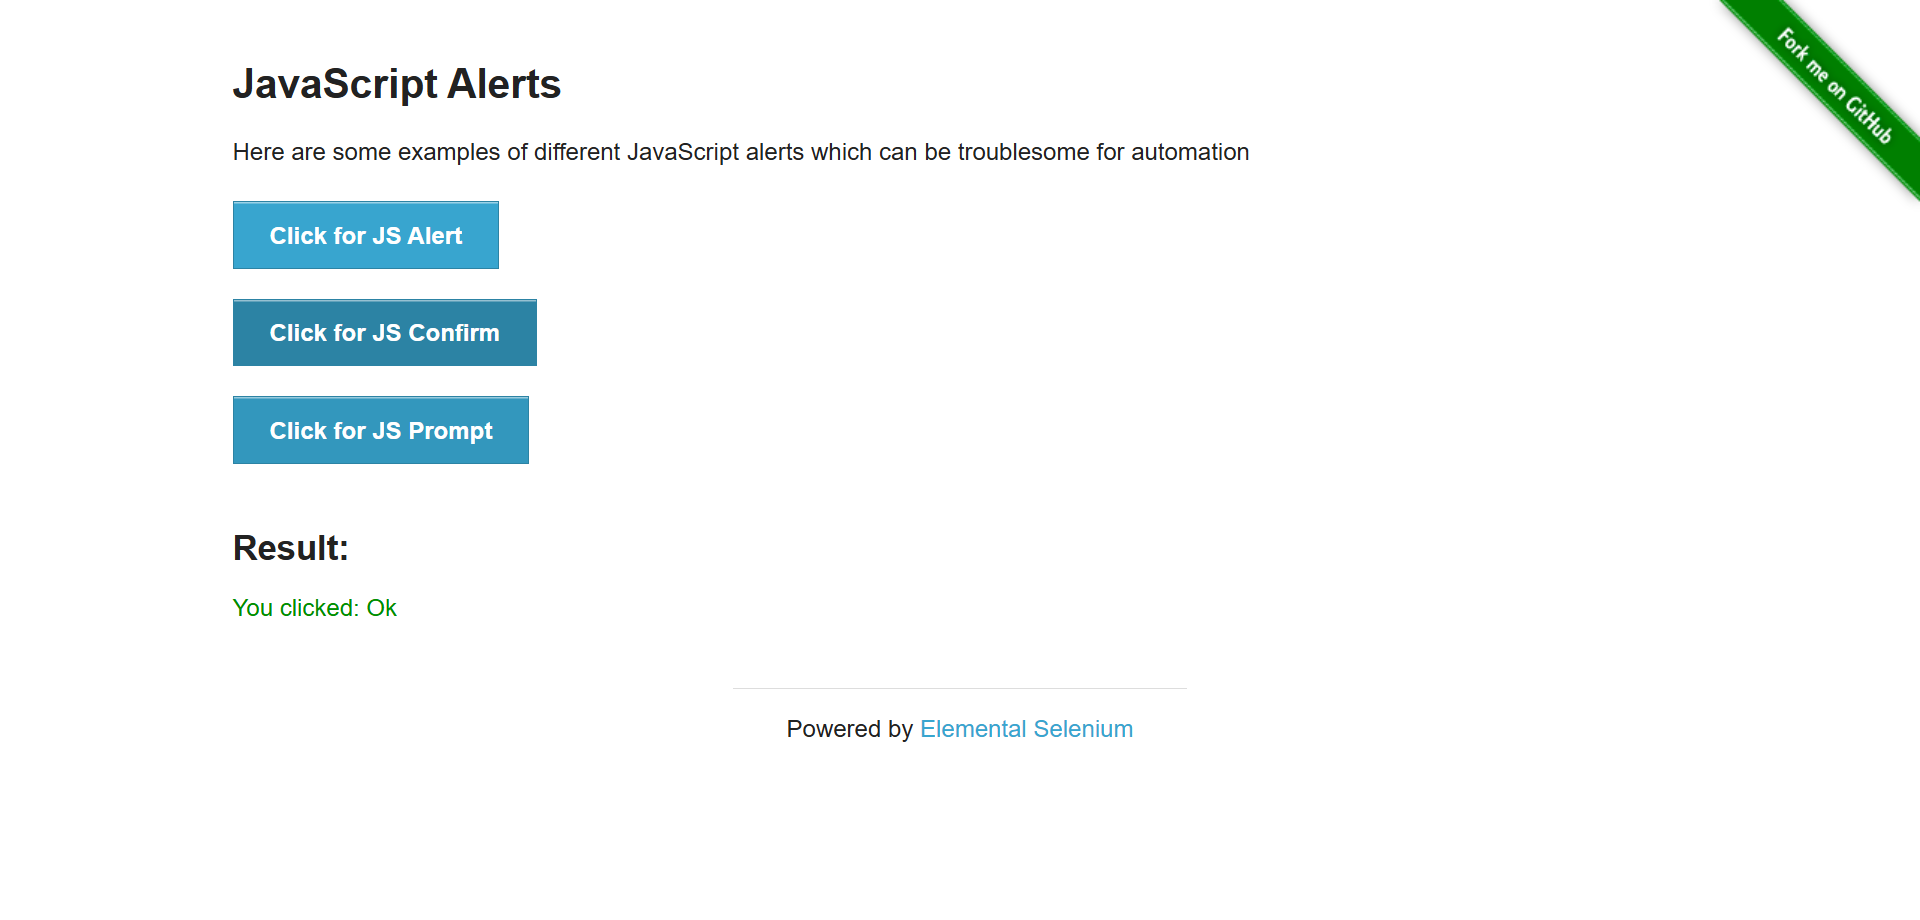 Fork me on GitHub
JavaScript Alerts
Here are some examples of different JavaScript alerts which can be troublesome for automation
Click for JS Alert
Click for JS Confirm
Click for JS Prompt
Result:
You clicked: Ok
Powered by Elemental Selenium